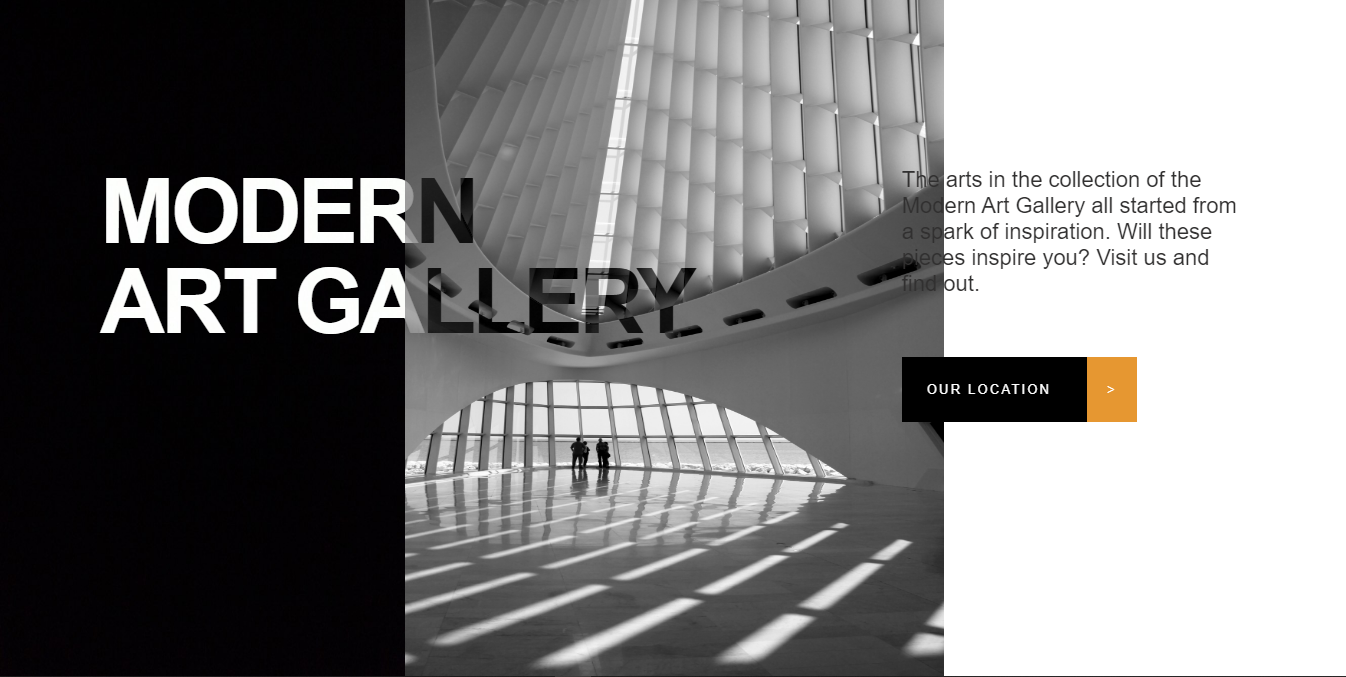 MODERN
ART GALLERY
The arts in the collection of the
Modern Art Gallery all started from
a spark of inspiration. Will these
pieces inspire you? Visit us and
find out.
OUR LOCATION >